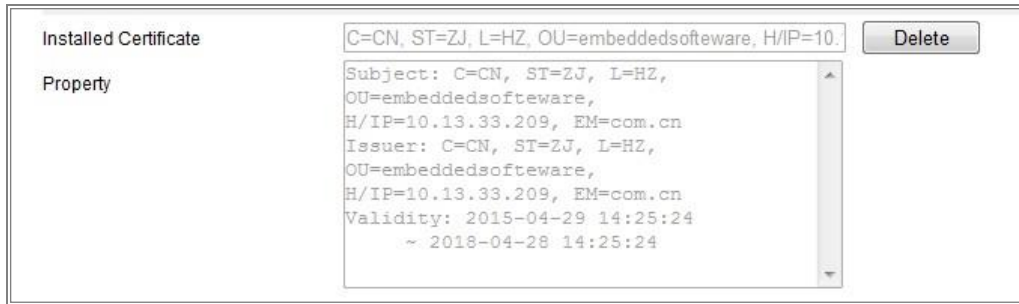 Installed Certificate C=CN, ST=ZJ, L=HZ, OU=embeddedsofteware, H/IP=10. Delete
Property
Subject: C=CN, ST=ZJ, L=HZ,
OU=embeddedsofteware,
H/IP=10.13.33.209, EM=com.cn
Issuer: C=CN, ST=ZJ, L=HZ,
OU=embeddedsofteware,
H/IP=10.13.33.209, EM=com.cn
Validity: 2015-04-29 14:25:24
~ 2018-04-28 14:25:24